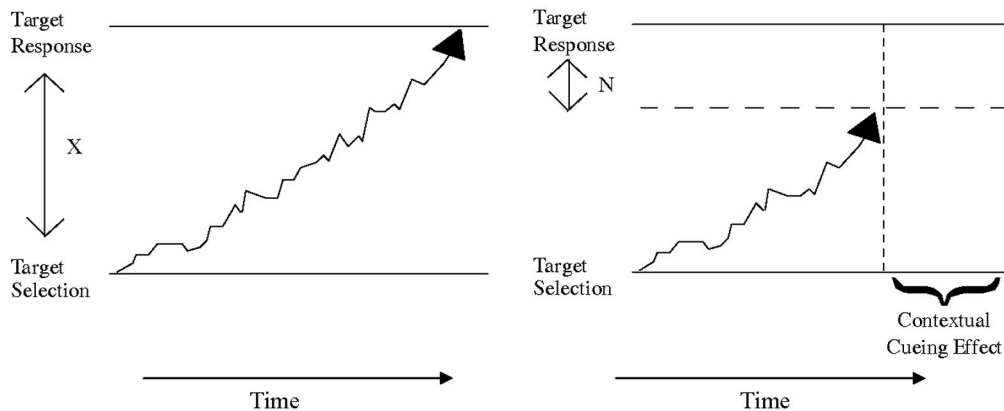 Target
Response
X
Target
Selection
Time
Target
Response
N
Target
Selection
Contextual
Cueing Effect
Time